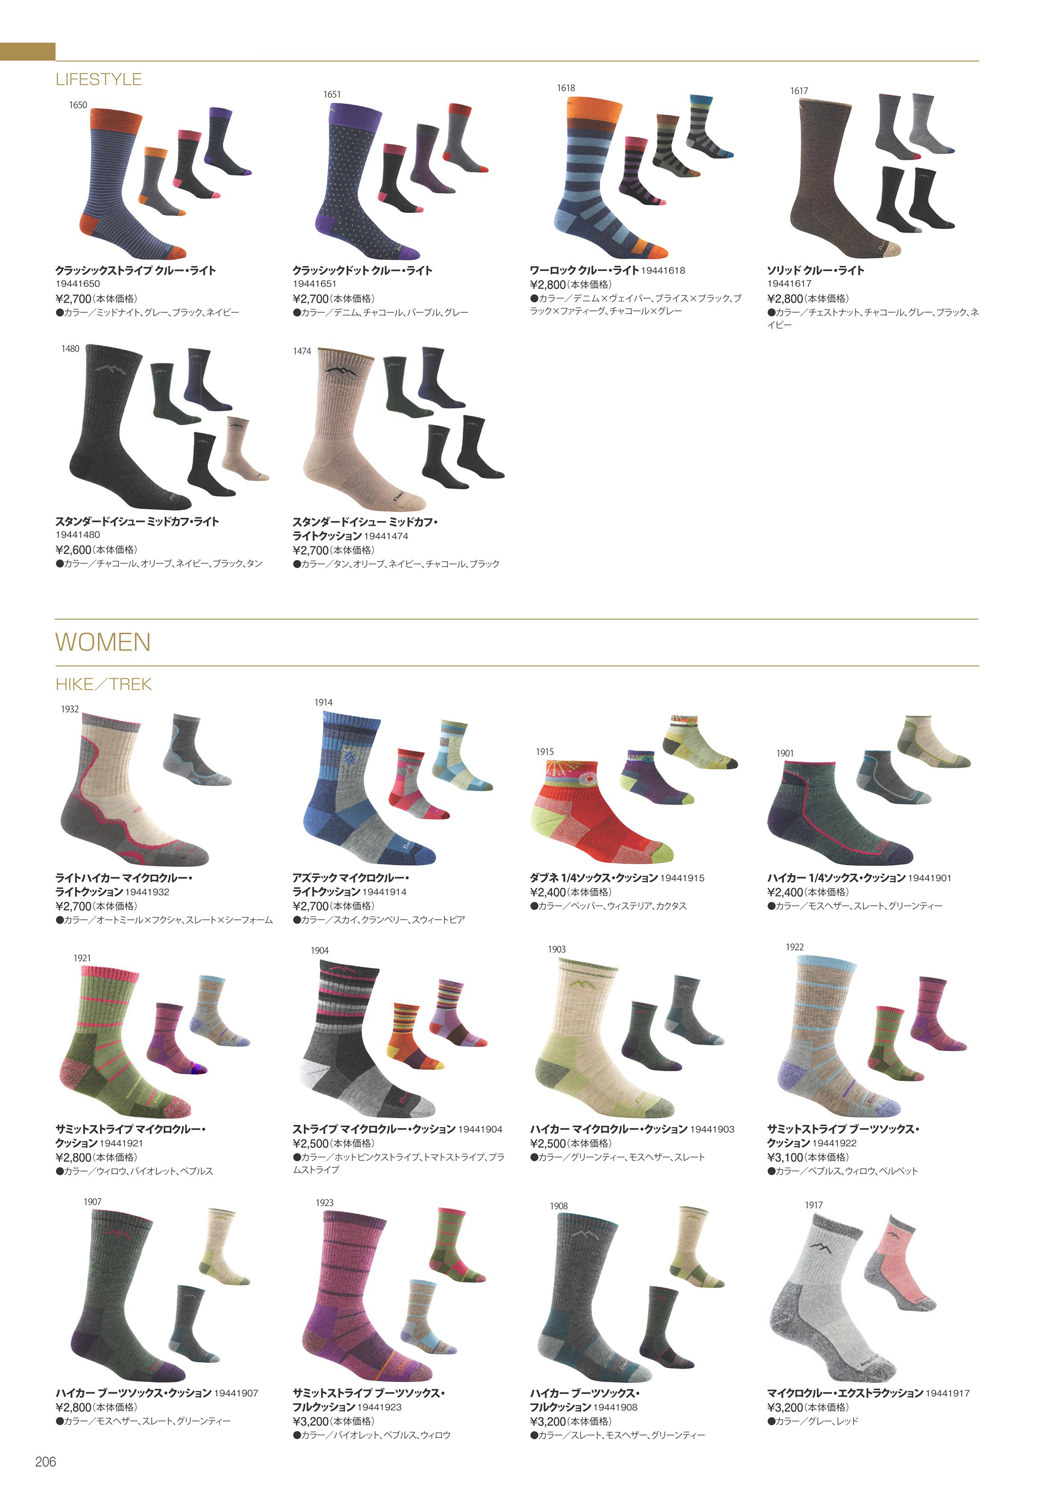 LIFESTYLE
1650
クラッシックストライプ クルー・ライト
19441650
¥2,700（本体価格）
●カラー／ミッドナイト、グレー、ブラック、ネイビー
1651
クラッシックドット クルー・ライト
19441651
¥2,700（本体価格）
●カラー／デニム、チャコール、パープル、グレー
1618
ワーロック クルー・ライト 19441618
¥2,800（本体価格）
●カラー／デニム×ヴェイパー、ブライス×ブラック、ブ
ラック×ファティーグ、チャコール×グレー
1617
ソリッド クルー・ライト
19441617
¥2,800（本体価格）
●カラー／チェストナット、チャコール、グレー、ブラック、ネ
イビー
1480
スタンダードイシュー ミッドカフ・ライト
19441480
¥2,600（本体価格）
●カラー／チャコール、オリーブ、ネイビー、ブラック、タン
1474
スタンダードイシュー ミッドカフ・
ライトクッション 19441474
¥2,700（本体価格）
●カラー／タン、オリーブ、ネイビー、チャコール、ブラック
WOMEN
HIKE／TREK
1932
ライトハイカー マイクロクルー・
ライトクッション 19441932
¥2,700（本体価格）
●カラー／オートミール×フクシャ、スレート×シーフォーム
1914
アズテック マイクロクルー・
ライトクッション 19441914
¥2,700（本体価格）
●カラー／スカイ、クランベリー、スウィートピア
1915
ダブネ 1/4ソックス・クッション 19441915
¥2,400（本体価格）
●カラー／ペッパー、ウィステリア、カクタス
1901
ハイカー 1/4ソックス・クッション 19441901
¥2,400（本体価格）
●カラー／モスヘザー、スレート、グリーンティー
1921
サミットストライプ マイクロクルー・
クッション 19441921
¥2,800（本体価格）
●カラー／ウィロウ、バイオレット、ペブルス
1904
ストライプ マイクロクルー・クッション 19441904
¥2,500（本体価格）
●カラー／ホットピンクストライプ、トマトストライプ、プラ
ムストライプ
1903
ハイカー マイクロクルー・クッション 19441903
¥2,500（本体価格）
●カラー／グリーンティー、モスヘザー、スレート
1922
サミットストライプ ブーツソックス・
クッション 19441922
¥3,100（本体価格）
●カラー／ペブルス、ウィロウ、ベルベット
1907
ハイカー ブーツソックス・クッション 19441907
¥2,800（本体価格）
●カラー／モスヘザー、スレート、グリーンティー
1923
サミットストライプ ブーツソックス・
フルクッション 19441923
¥3,200（本体価格）
●カラー／バイオレット、ペブルス、ウィロウ
1908
ハイカー ブーツソックス・
フルクッション 19441908
¥3,200（本体価格）
●カラー／スレート、モスヘザー、グリーンティー
1917
マイクロクルー・エクストラクッション 19441917
¥3,200（本体価格）
●カラー／グレー、レッド
206